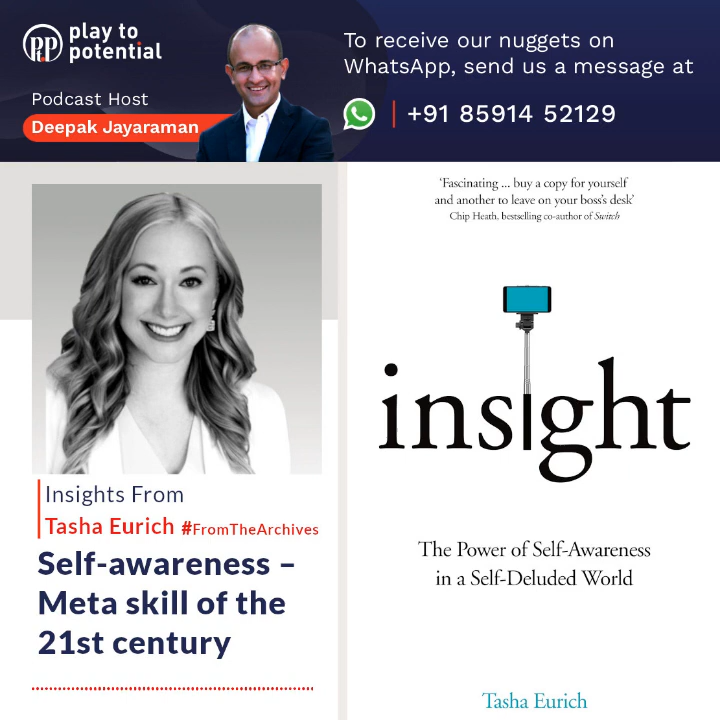 play to
potential
Podcast Host
Deepak Jayaraman
To receive our nuggets on
WhatsApp, send us a message at
+91 85914 52129
Insights From
Tasha Eurich #FromTheArchives
Self-awareness –
Meta skill of the
21st century
'Fascinating ... buy a copy for yourself
and another to leave on your boss's desk'
Chip Heath, bestselling co-author of Switch
insight
The Power of Self-Awareness
in a Self-Deluded World
Tasha Eurich